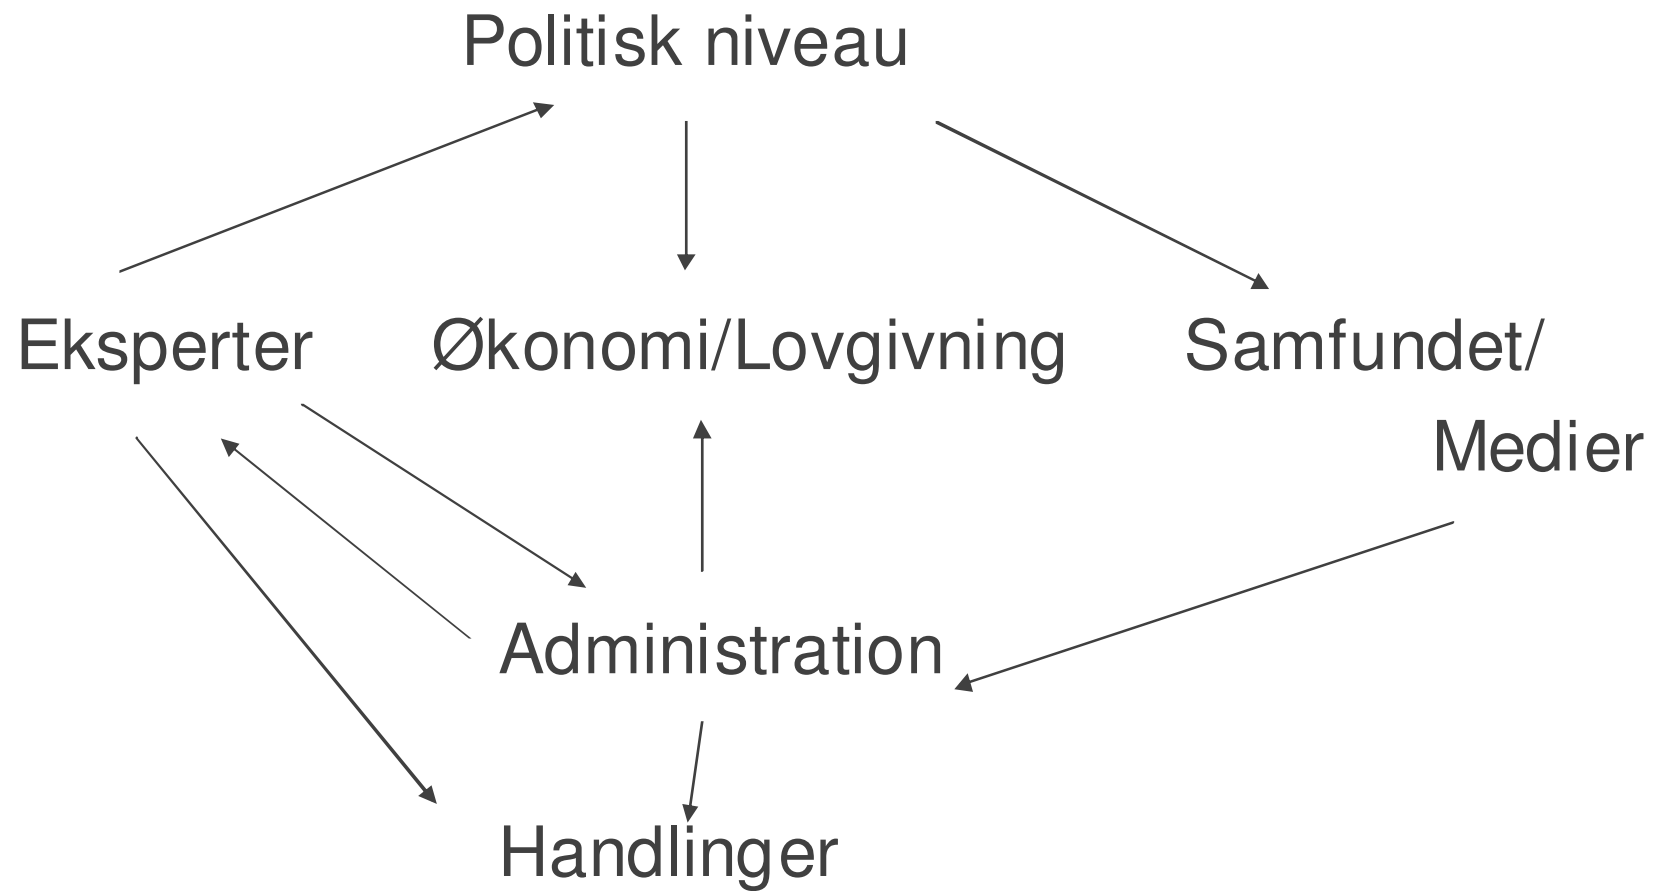 Politisk niveau
Eksperter
Økonomi/Lovgivning
Samfundet/
Medier
Administration
Handlinger